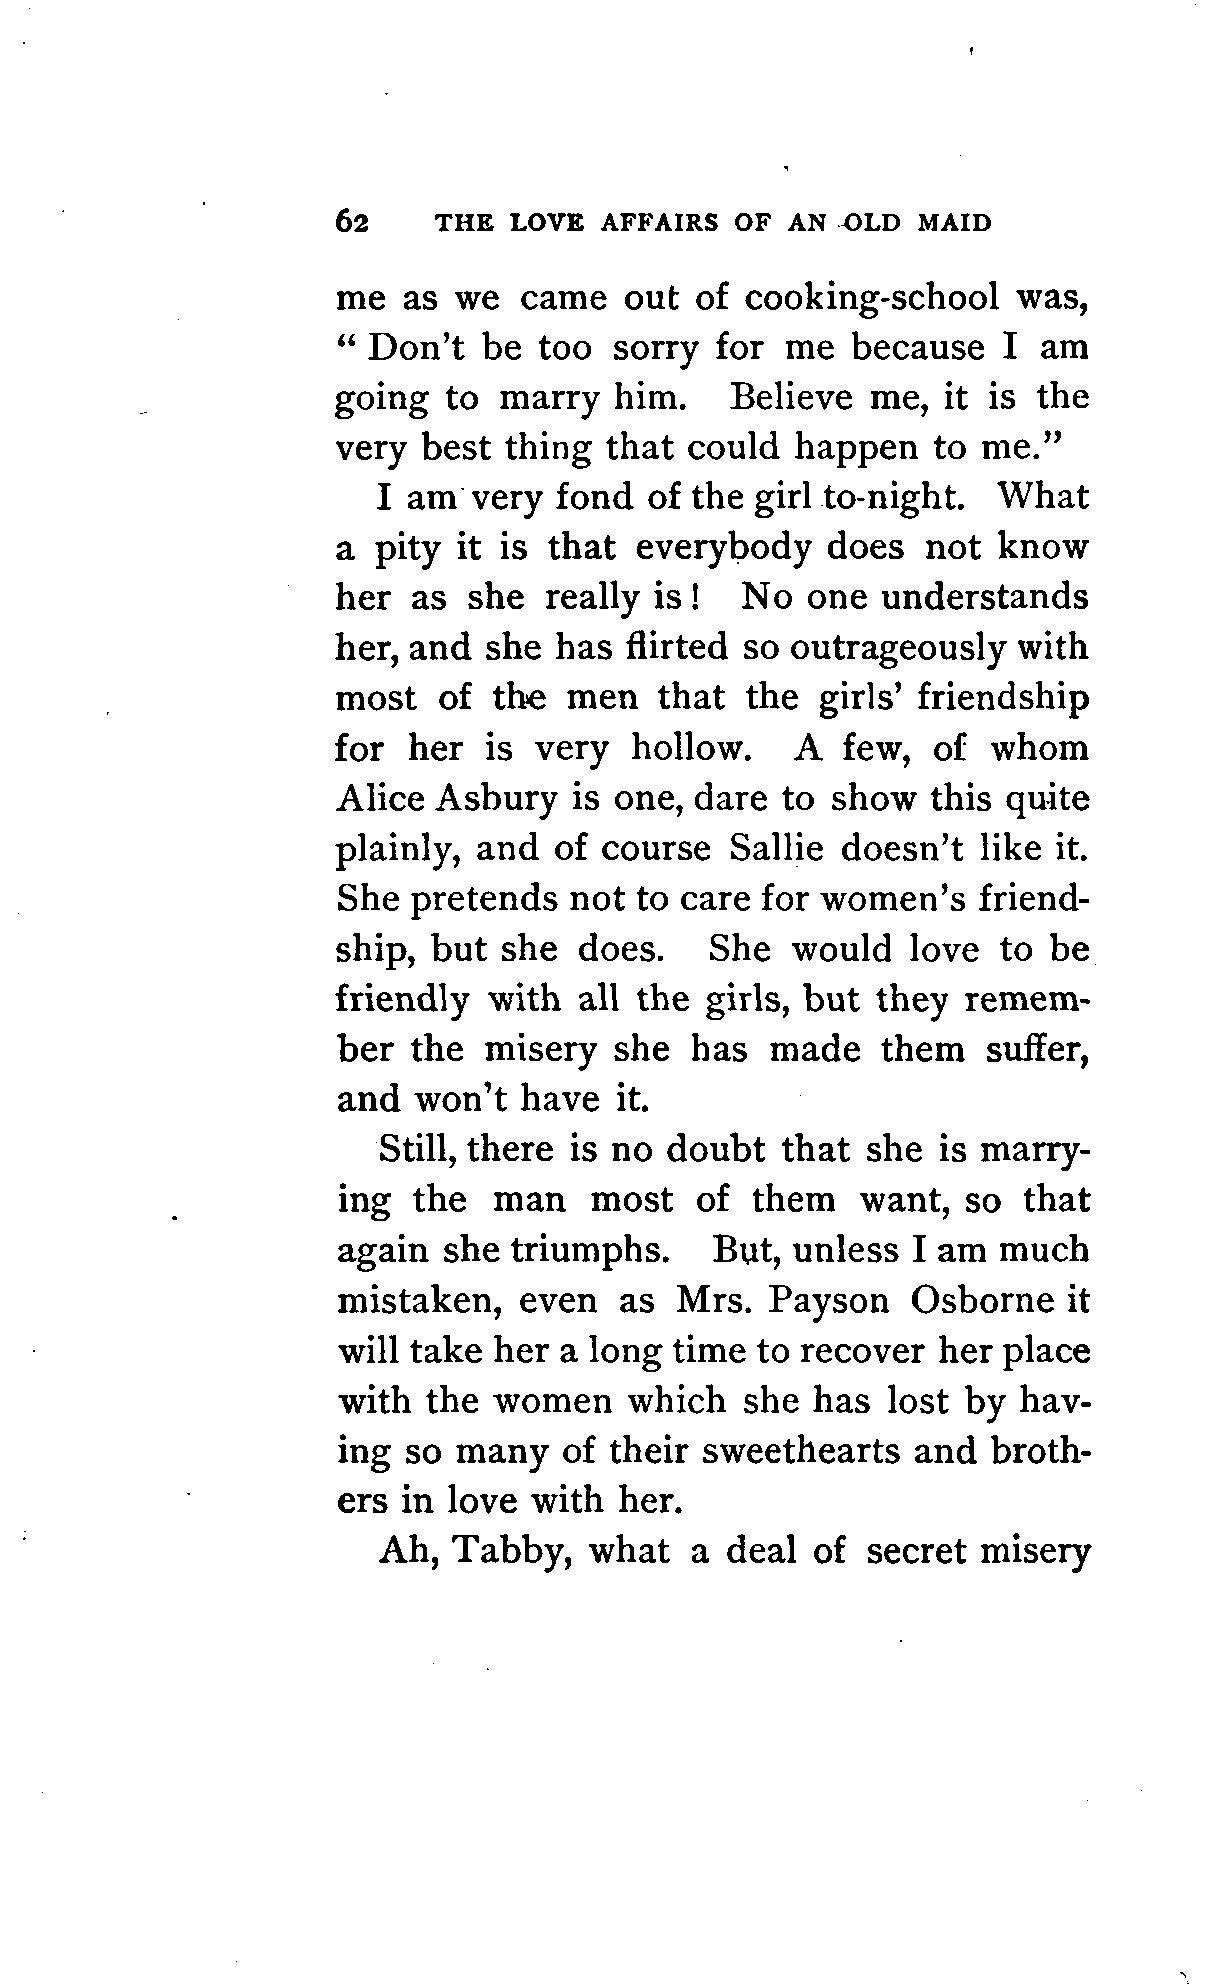 62 THE LOVE AFFAIRS OF AN OLD MAID
me as we came out of cooking-school was,
" Don't be too sorry for me because I am
going to marry him. Believe me, it is the
very best thing that could happen to me."
I am very fond of the girl to-night. What
a pity it is that everybody does not know
her as she really is ! No one understands
her, and she has flirted so outrageously with
most of the men that the girls' friendship
for her is very hollow. A few, of whom
Alice Asbury is one, dare to show this quite
plainly, and of course Sallie doesn't like it.
She pretends not to care for women's friend-
ship, but she does. She would love to be
friendly with all the girls, but they remem-
ber the misery she has made them suffer,
and won't have it.
Still, there is no doubt that she is marry-
ing the man most of them want, so that
again she triumphs. But, unless I am much
mistaken, even as Mrs. Payson Osborne it
will take her a long time to recover her place
with the women which she has lost by hav-
ing so many of their sweethearts and broth-
ers in love with her.
Ah, Tabby, what a deal of secret misery